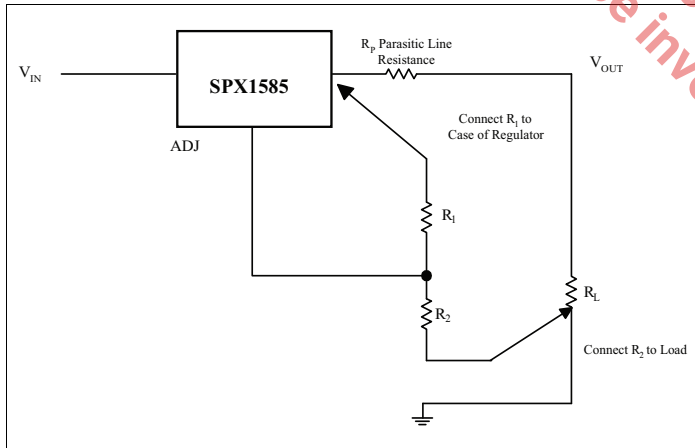 R_P Parasitic Line
Resistance
V_IN
SPX1585
V_OUT
Connect R_1 to
Case of Regulator
ADJ
R_1
R_L
R_2
Connect R_2 to Load